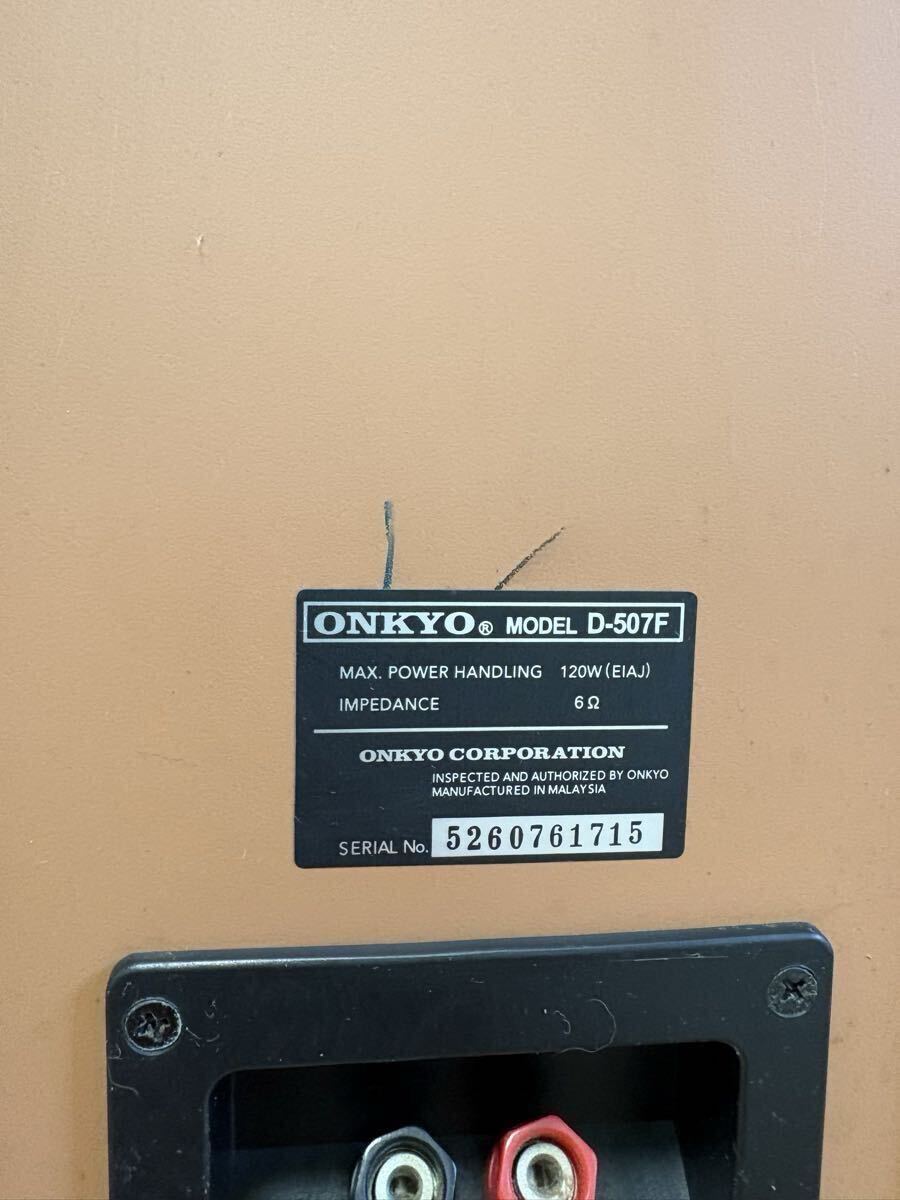 ONKYO® MODEL D-507F
MAX. POWER HANDLING 120W (EIAJ)
IMPEDANCE 6Ω
ONKYO CORPORATION
INSPECTED AND AUTHORIZED BY ONKYO
MANUFACTURED IN MALAYSIA
SERIAL No. 5260761715